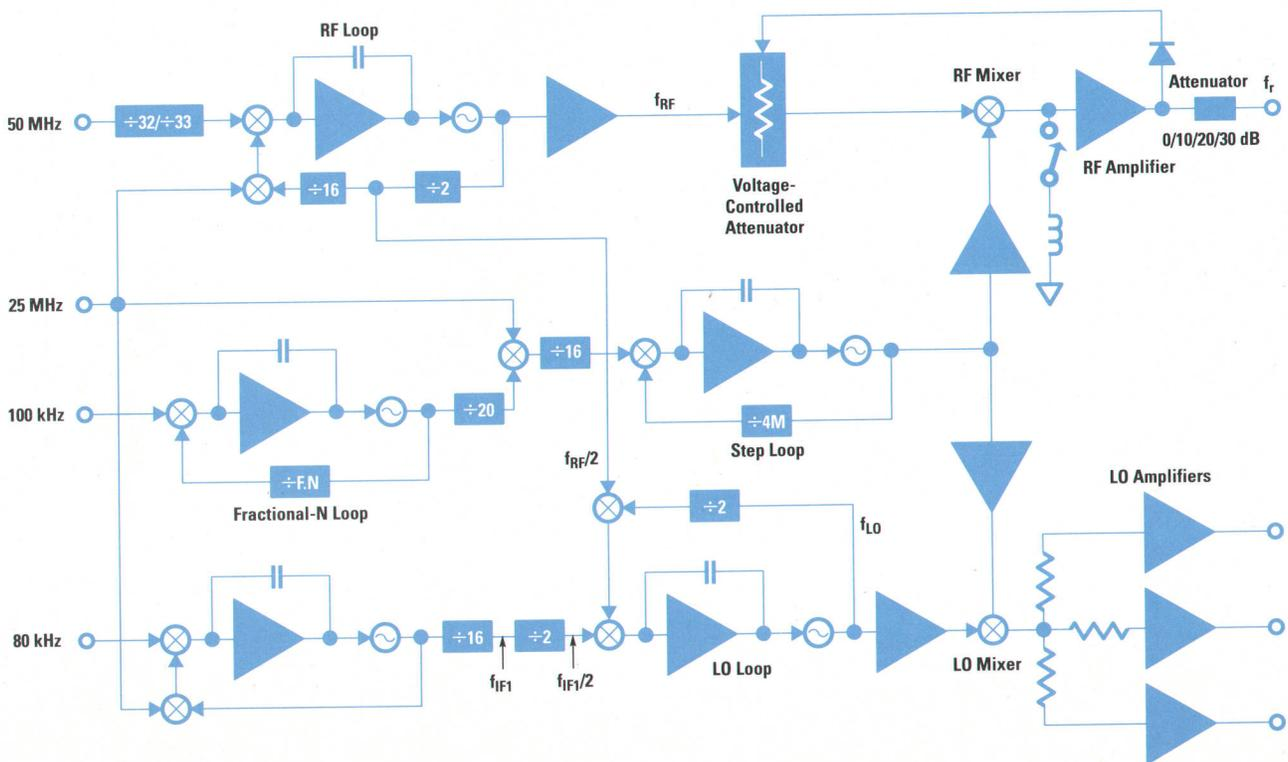 RF Loop
50 MHz
÷32/÷33
÷16
÷2
f_RF
Voltage-
Controlled
Attenuator
RF Mixer
Attenuator
f_r
0/10/20/30 dB
RF Amplifier
25 MHz
÷16
100 kHz
÷20
÷4M
Step Loop
÷F.N
Fractional-N Loop
f_RF/2
÷2
f_LO
LO Amplifiers
80 kHz
÷16
÷2
f_IF1
f_IF1/2
LO Loop
LO Mixer